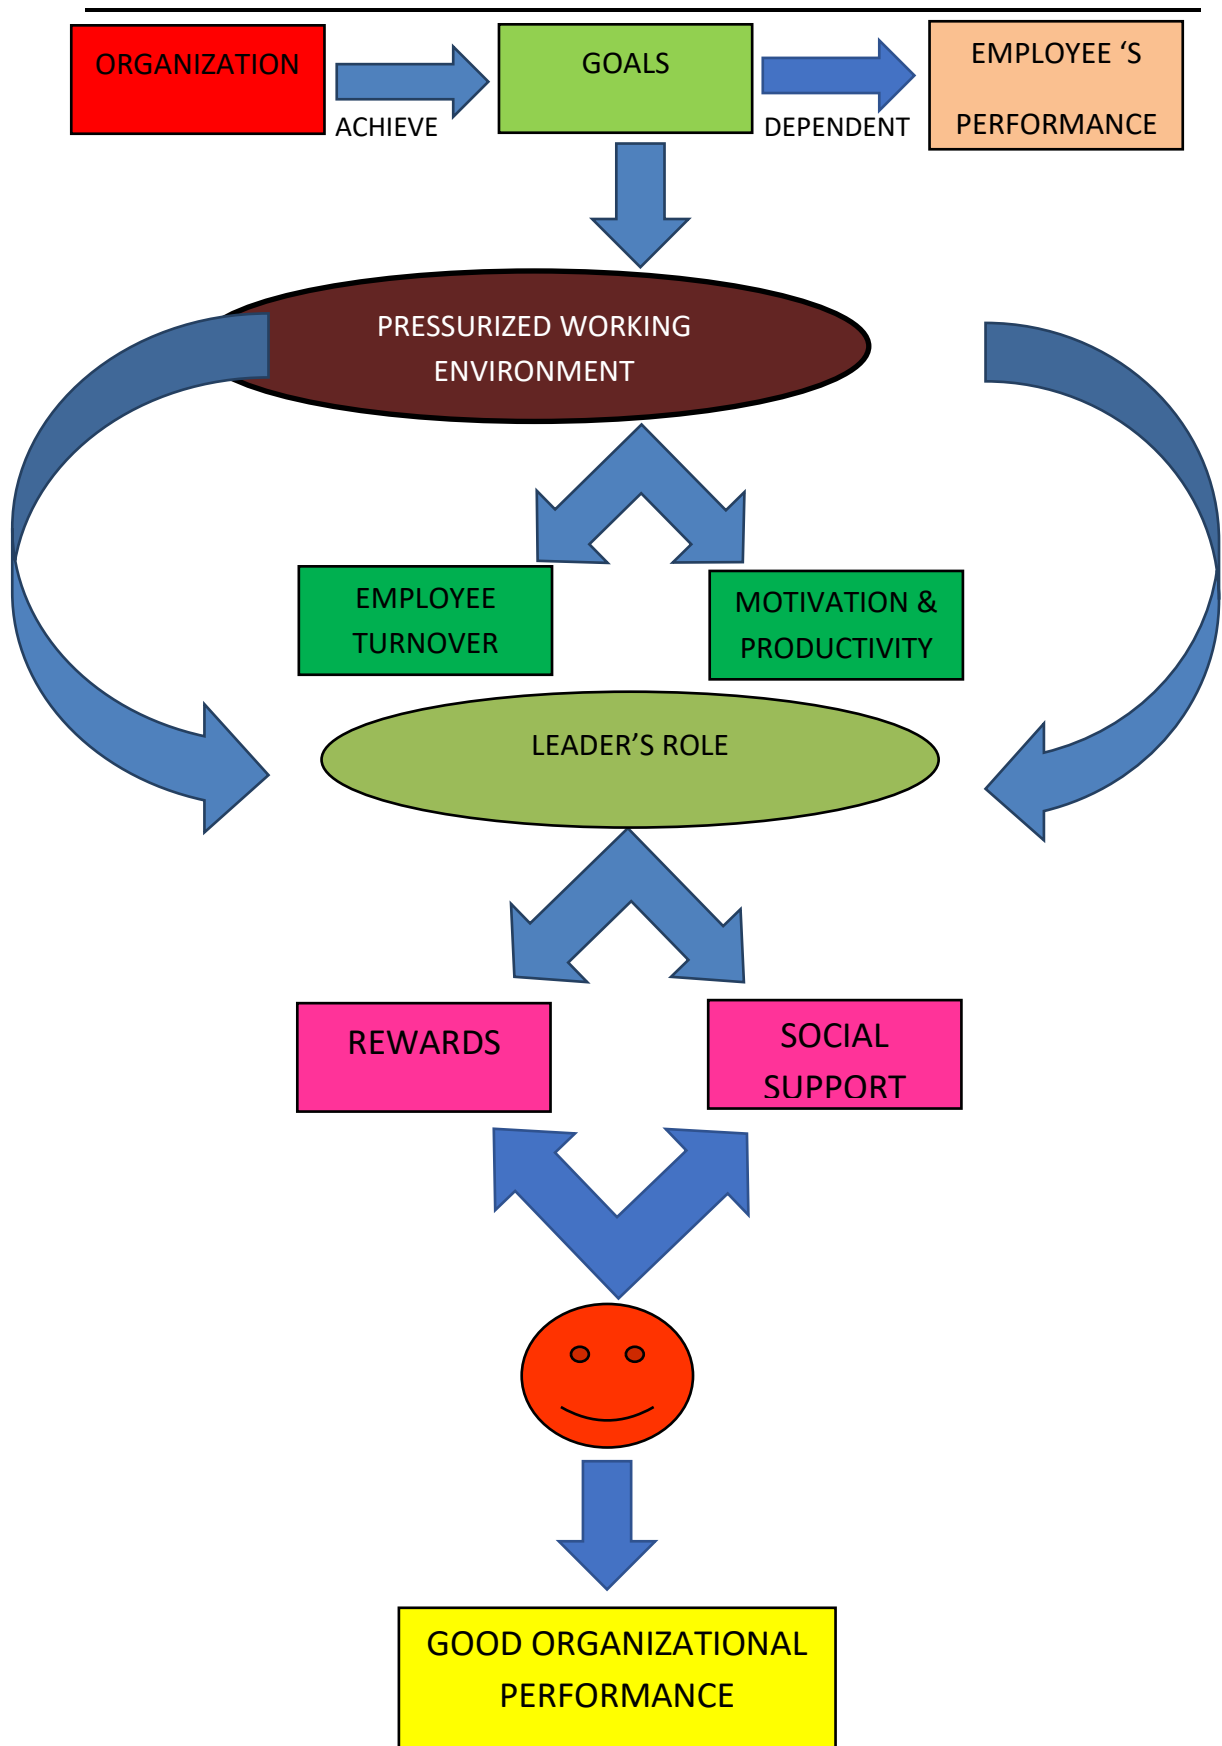 ORGANIZATION
ACHIEVE
GOALS
DEPENDENT
EMPLOYEE ‘S
PERFORMANCE
PRESSURIZED WORKING
ENVIRONMENT
EMPLOYEE
TURNOVER
MOTIVATION &
PRODUCTIVITY
LEADER’S ROLE
REWARDS
SOCIAL
SUPPORT
GOOD ORGANIZATIONAL
PERFORMANCE